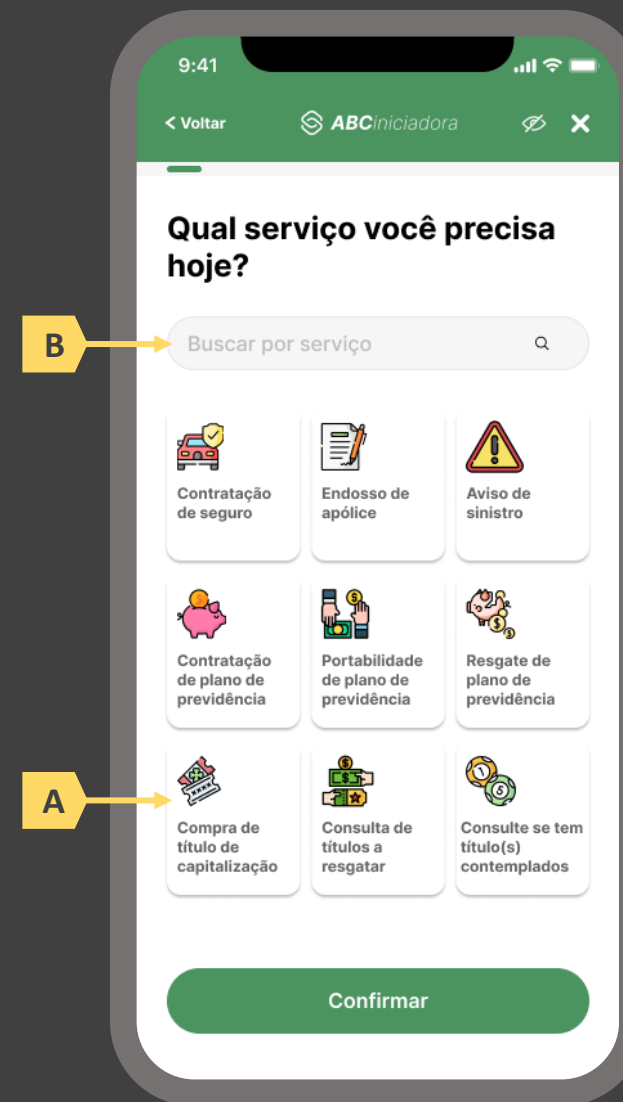 9:41
< Voltar
ABCiniciadora
Qual serviço você precisa
hoje?
B
Buscar por serviço
Contratação
de seguro
Endosso de
apólice
Aviso de
sinistro
Contratação
de plano de
previdência
Portabilidade
de plano de
previdência
Resgate de
plano de
previdência
A
Compra de
título de
capitalização
Consulta de
títulos a
resgatar
Consulte se tem
título(s)
contemplados
Confirmar